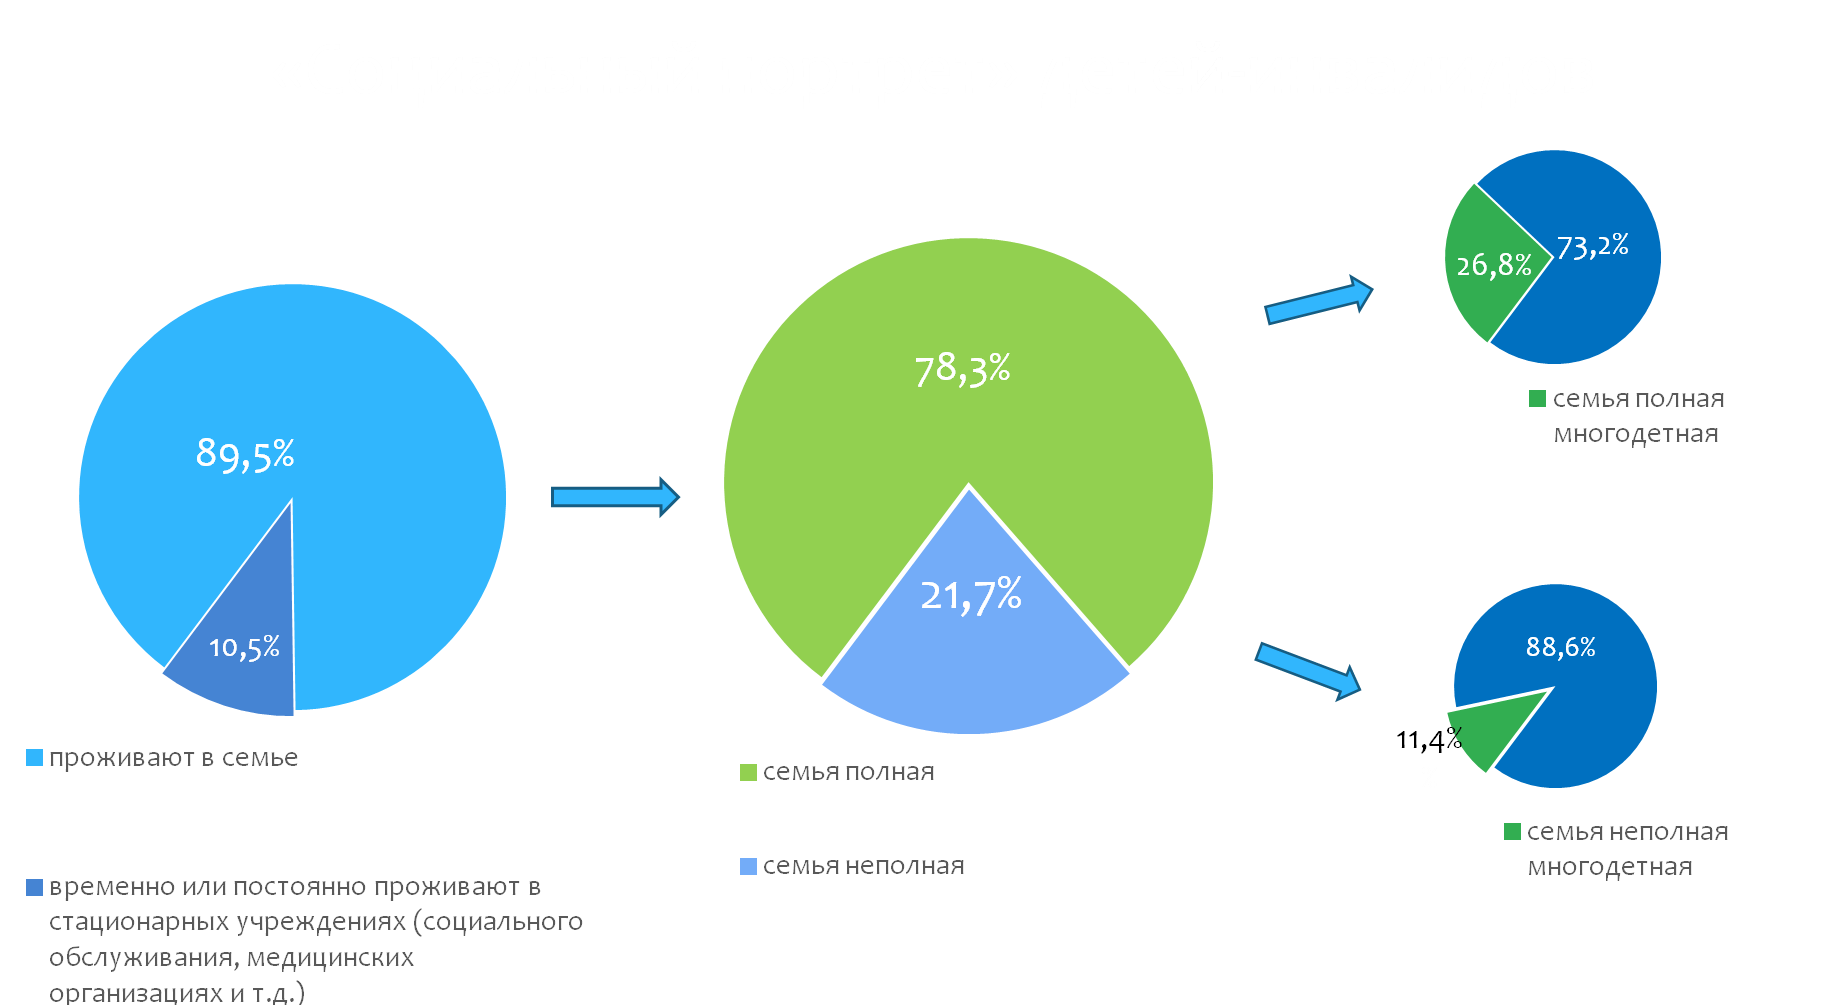 89,5%
10,5%
проживают в семье
временно или постоянно проживают в
стационарных учреждениях (социального
обслуживания, медицинских
организациях и т.д.)
78,3%
21,7%
семья полная
семья неполная
73,2%
26,8%
семья полная
многодетная
88,6%
11,4%
семья неполная
многодетная